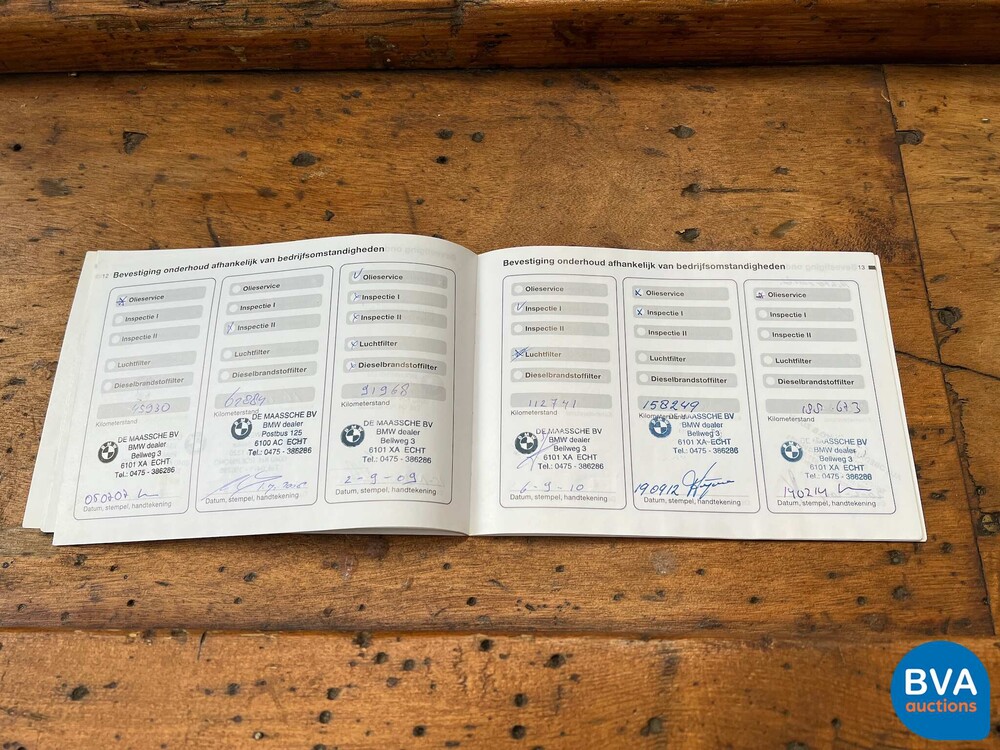 12 Bevestiging onderhoud afhankelijk van bedrijfsomstandigheden
Olieservice
Inspectie I
Inspectie II
Luchtfilter
Dieselbrandstoffilter
45930
DE MAASSCHE BV
BMW dealer
Bellweg 3
6101 XA ECHT
Tel.: 0475 - 386286
050707
Datum, stempel, handtekening
Olieservice
Inspectie I
Inspectie II
Luchtfilter
Dieselbrandstoffilter
Kilometerstand
DE MAASSCHE BV
BMW dealer
Postbus 125
6100 AC ECHT
Tel.: 0475 - 386286
Datum, stempel, handtekening
Olieservice
Inspectie I
Inspectie II
Luchtfilter
Dieselbrandstoffilter
91968
Kilometerstand
DE MAASSCHE BV
BMW dealer
Bellweg 3
6101 XA ECHT
Tel.: 0475 - 386286
2-9-09
Datum, stempel, handtekening
Bevestiging onderhoud afhankelijk van bedrijfsomstandigheden 13
Olieservice
Inspectie I
Inspectie II
Luchtfilter
Dieselbrandstoffilter
112741
Kilometerstand
DE MAASSCHE BV
BMW dealer
Bellweg 3
6101 XA ECHT
Tel.: 0475 - 386286
6-9-10
Datum, stempel, handtekening
Olieservice
Inspectie I
Inspectie II
Luchtfilter
Dieselbrandstoffilter
158249
Kilometerstand
DE MAASSCHE BV
BMW dealer
Bellweg 3
6101 XA ECHT
Tel.: 0475 - 386286
190912
Datum, stempel, handtekening
Olieservice
Inspectie I
Inspectie II
Luchtfilter
Dieselbrandstoffilter
Kilometerstand
DE MAASSCHE BV
BMW dealer
Bellweg 3
6101 XA ECHT
Tel.: 0475 - 386286
140214
Datum, stempel, handtekening
BVA
auctions